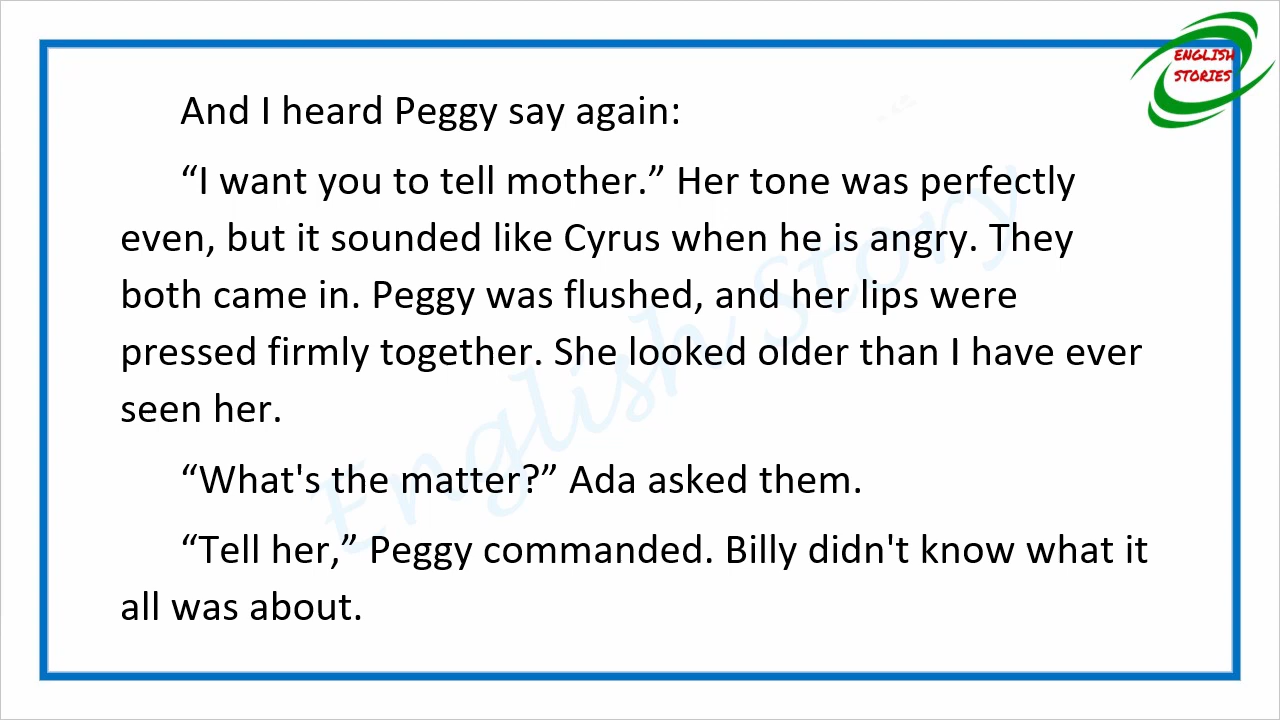 ENGLISH
STORIES
And I heard Peggy say again:
“I want you to tell mother.” Her tone was perfectly
even, but it sounded like Cyrus when he is angry. They
both came in. Peggy was flushed, and her lips were
pressed firmly together. She looked older than I have ever
seen her.
“What's the matter?” Ada asked them.
“Tell her,” Peggy commanded. Billy didn't know what it
all was about.
English Story